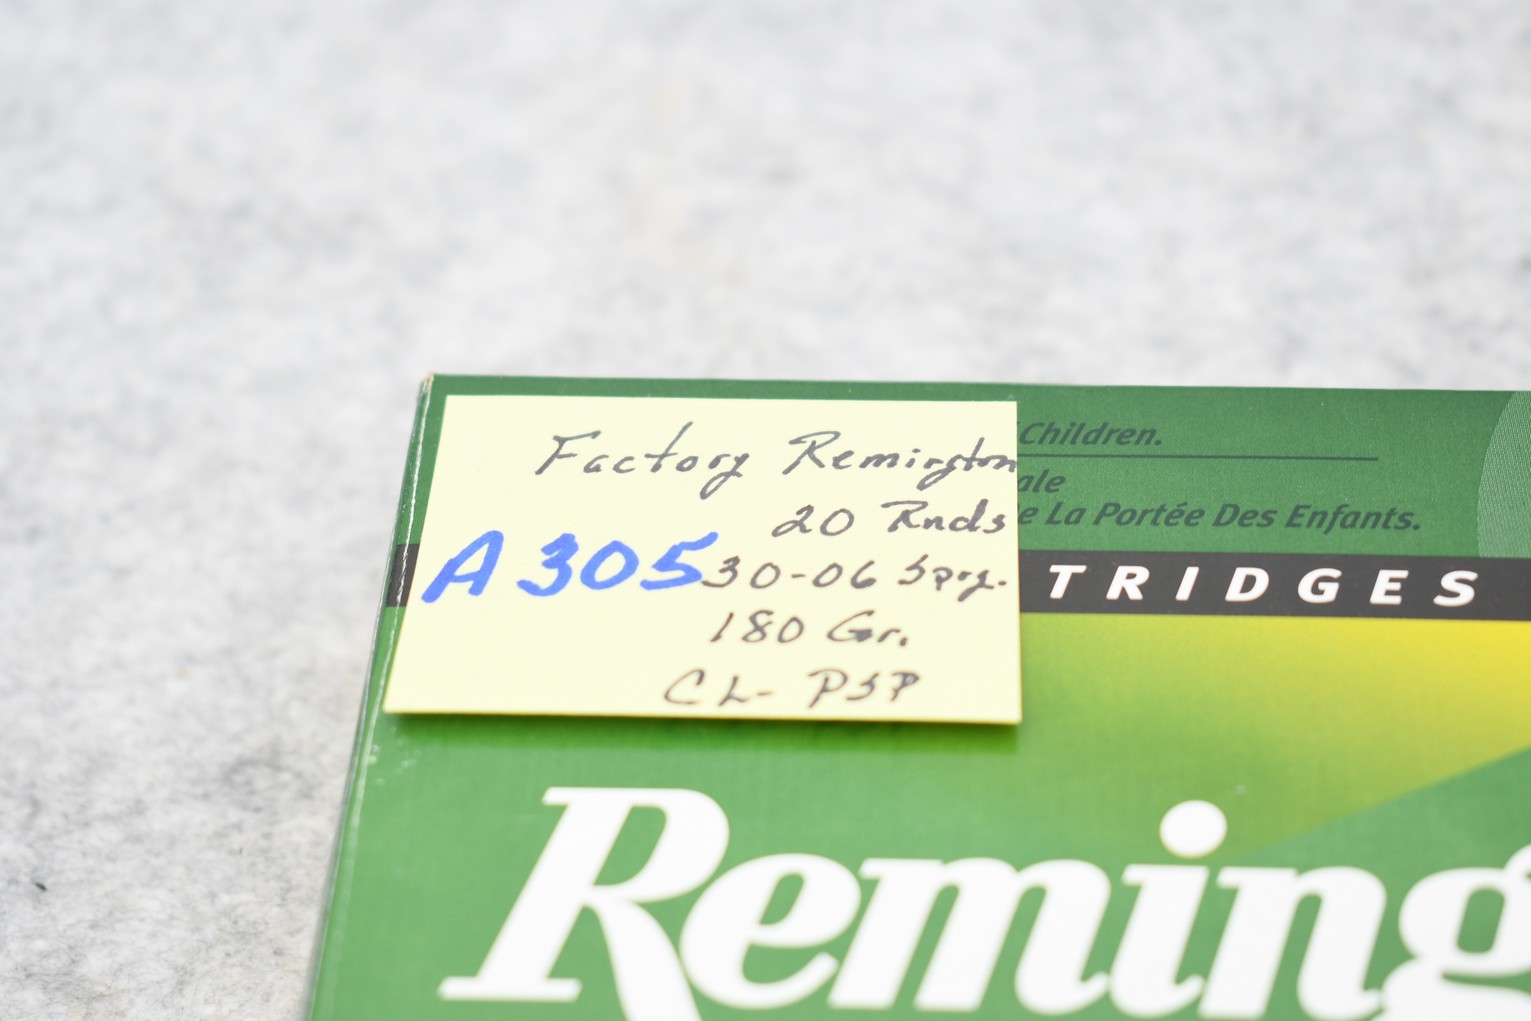 Factory Remington
20 Rnds
A305
30-06 Sprg.
180 Gr.
CL- PSP
Children.
ale
e La Portée Des Enfants.
TRIDGES
Reming